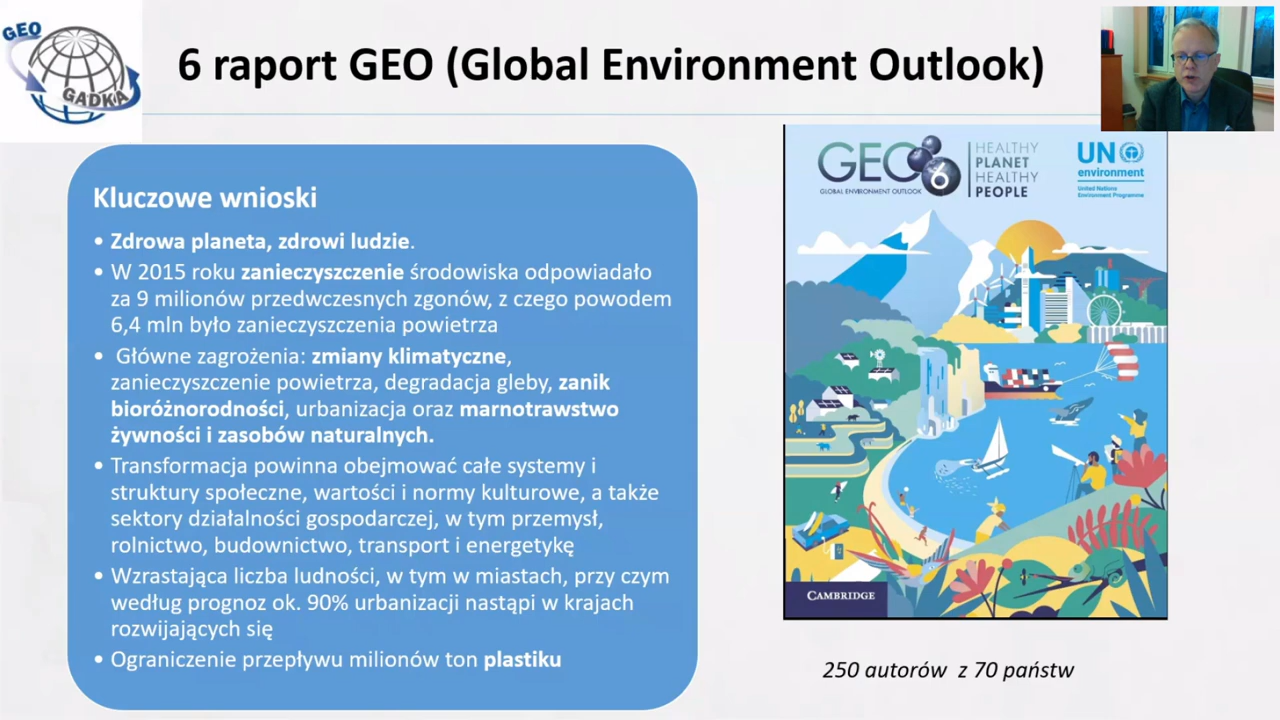 GEO
GADKA
6 raport GEO (Global Environment Outlook)
Kluczowe wnioski
• Zdrowa planeta, zdrowi ludzie.
• W 2015 roku zanieczyszczenie środowiska odpowiadało
za 9 milionów przedwczesnych zgonów, z czego powodem
6,4 mln było zanieczyszczenia powietrza
• Główne zagrożenia: zmiany klimatyczne,
zanieczyszczenie powietrza, degradacja gleby, zanik
bioróżnorodności, urbanizacja oraz marnotrawstwo
żywności i zasobów naturalnych.
• Transformacja powinna obejmować całe systemy i
struktury społeczne, wartości i normy kulturowe, a także
sektory działalności gospodarczej, w tym przemysł,
rolnictwo, budownictwo, transport i energetykę
• Wzrastająca liczba ludności, w tym w miastach, przy czym
według prognoz ok. 90% urbanizacji nastąpi w krajach
rozwijających się
• Ograniczenie przepływu milionów ton plastiku
GEO 6
GLOBAL ENVIRONMENT OUTLOOK
HEALTHY
PLANET
HEALTHY
PEOPLE
UN
environment
United Nations
Environment Programme
CAMBRIDGE
250 autorów z 70 państw